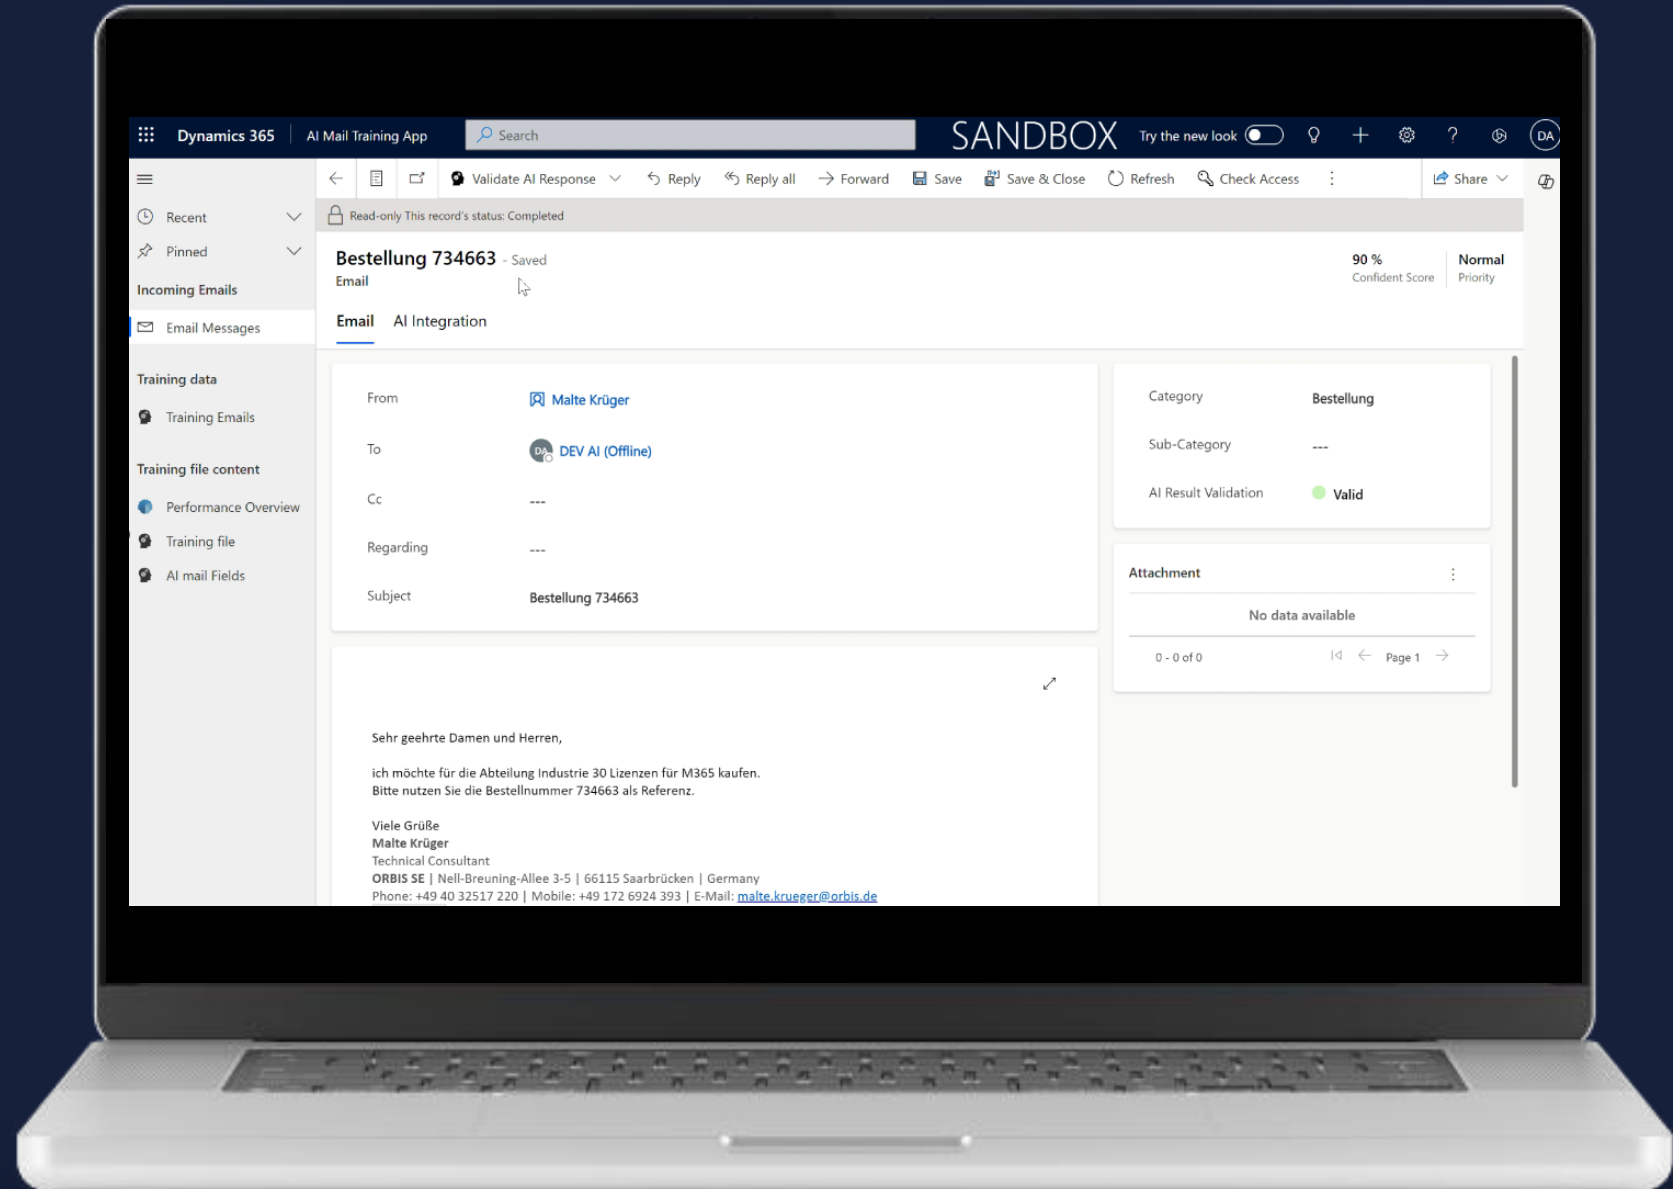 Dynamics 365 AI Mail Training App Search SANDBOX Try the new look DA
Validate AI Response Reply Reply all Forward Save Save & Close Refresh Check Access Share
Recent
Pinned
Incoming Emails
Email Messages
Training data
Training Emails
Training file content
Performance Overview
Training file
AI mail Fields
Read-only This record's status: Completed
Bestellung 734663 - Saved
Email
90 %
Confident Score
Normal
Priority
Email AI Integration
From Malte Krüger
To DA DEV AI (Offline)
Cc ---
Regarding ---
Subject Bestellung 734663
Category Bestellung
Sub-Category ---
AI Result Validation Valid
Attachment
No data available
0 - 0 of 0 Page 1
Sehr geehrte Damen und Herren,
ich möchte für die Abteilung Industrie 30 Lizenzen für M365 kaufen.
Bitte nutzen Sie die Bestellnummer 734663 als Referenz.
Viele Grüße
Malte Krüger
Technical Consultant
ORBIS SE | Nell-Breuning-Allee 3-5 | 66115 Saarbrücken | Germany
Phone: +49 40 32517 220 | Mobile: +49 172 6924 393 | E-Mail: malte.krueger@orbis.de